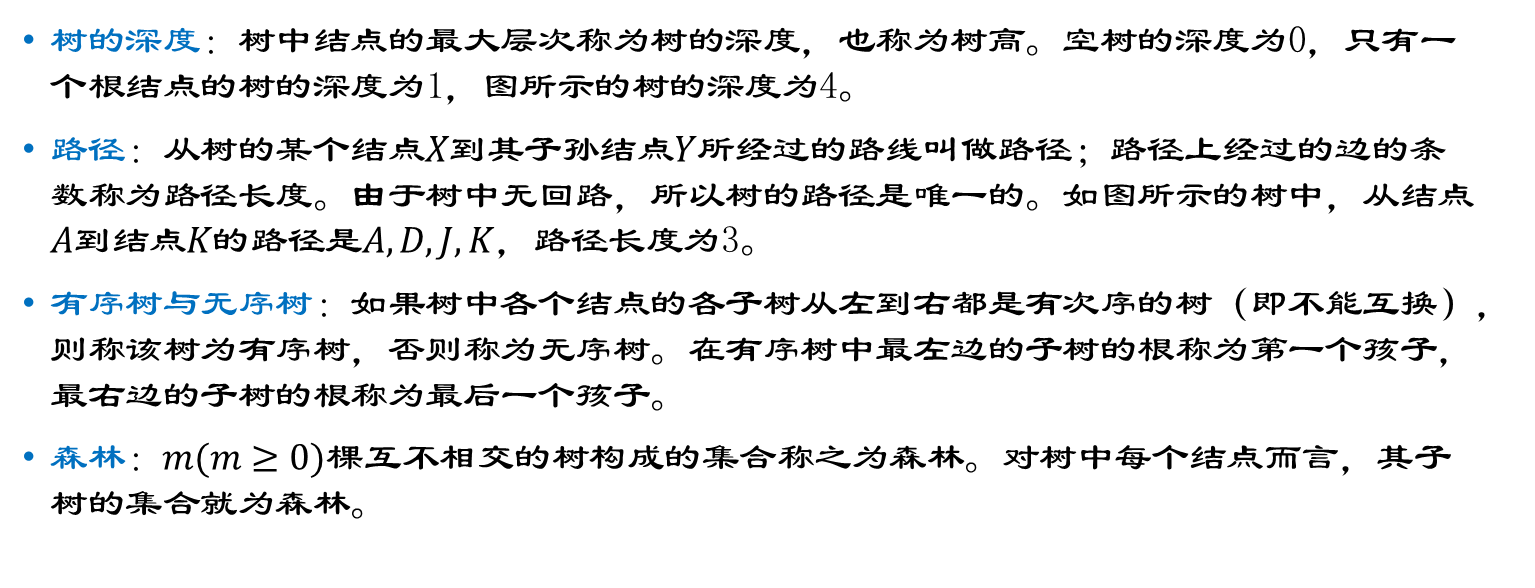 • 树的深度：树中结点的最大层次称为树的深度，也称为树高。空树的深度为0，只有一
个根结点的树的深度为1，图所示的树的深度为4。
• 路径：从树的某个结点X到其子孙结点Y所经过的路线叫做路径；路径上经过的边的条
数称为路径长度。由于树中无回路，所以树的路径是唯一的。如图所示的树中，从结点
A到结点K的路径是A, D, J, K，路径长度为3。
• 有序树与无序树：如果树中各个结点的各子树从左到右都是有次序的树（即不能互换），
则称该树为有序树，否则称为无序树。在有序树中最左边的子树的根称为第一个孩子，
最右边的子树的根称为最后一个孩子。
• 森林：m(m ≥ 0)棵互不相交的树构成的集合称之为森林。对树中每个结点而言，其子
树的集合就为森林。